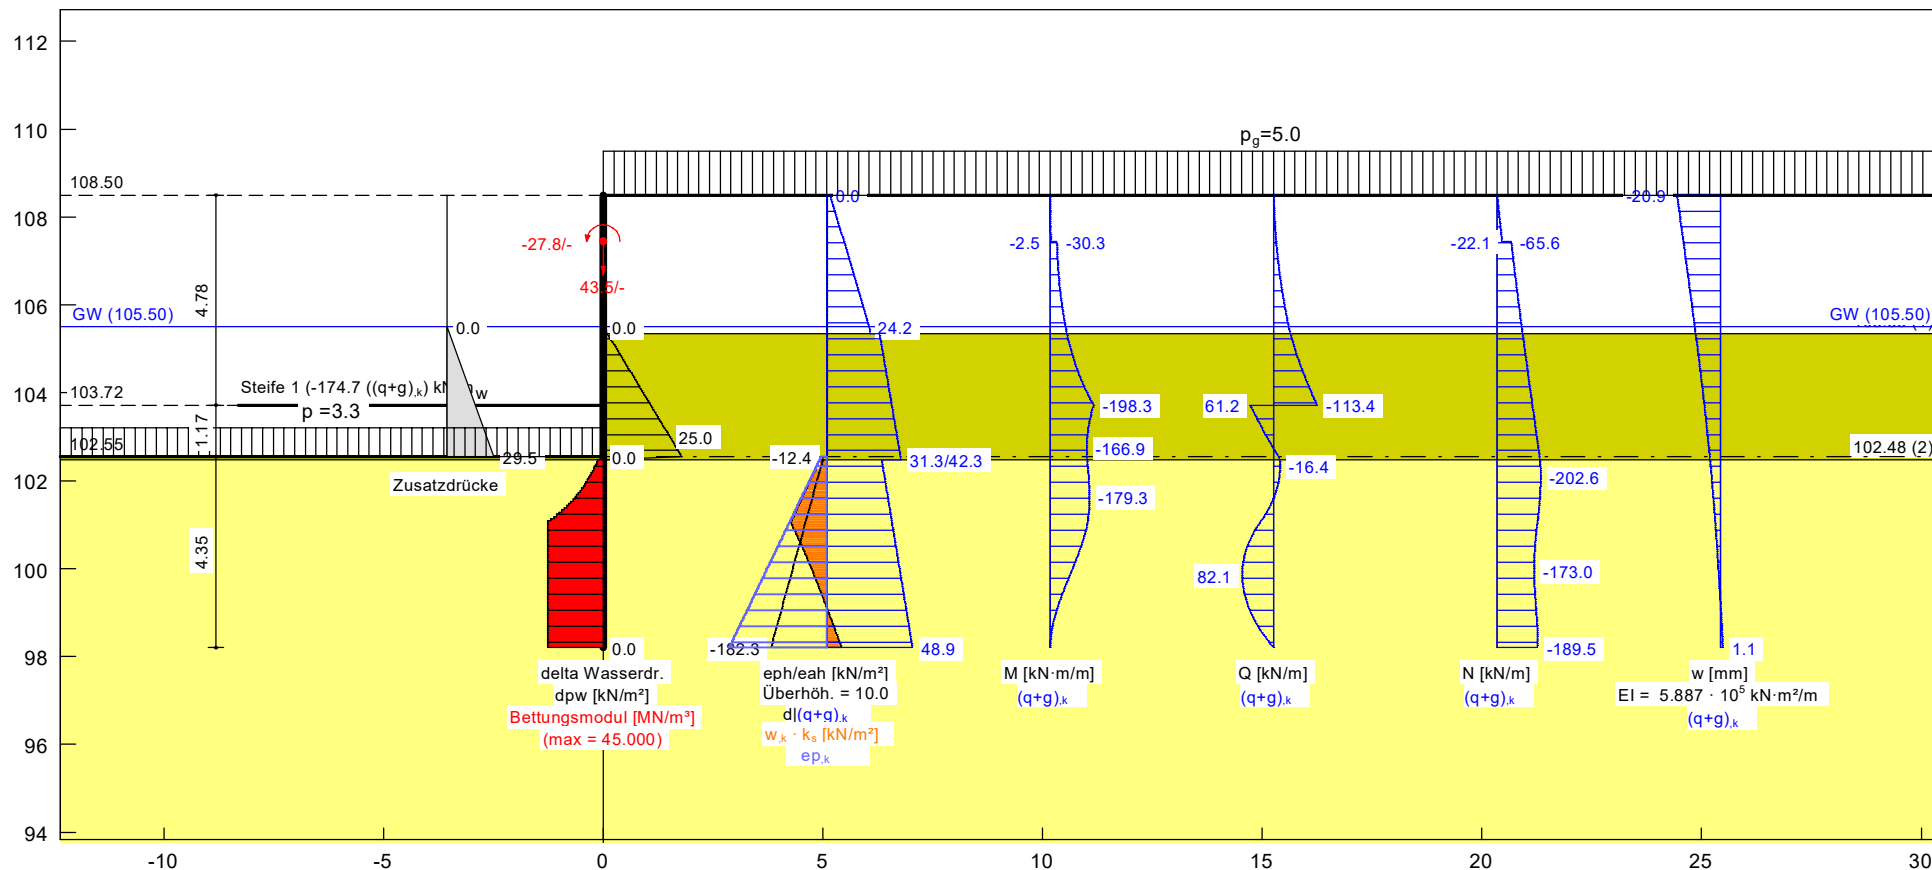 112
110
108
106
104
102
100
98
96
94
-10
-5
0
5
10
15
20
25
30
p_g=5.0
108.50
4.78
GW (105.50)
GW (105.50)
103.72
1.17
102.55
4.35
Steife 1 (-174.7 ((q+g),k)
w
p =3.3
0.0
29.5
Zusatzdrücke
-27.8/-
43.5/-
0.0
25.0
0.0
0.0
0.0
24.2
-12.4
31.3/42.3
-182.3
48.9
-2.5
-30.3
-198.3
-166.9
-179.3
61.2
-113.4
-16.4
82.1
-22.1
-65.6
-202.6
-173.0
-189.5
-20.9
1.1
102.48 (2)
delta Wasserdr.
dpw [kN/m²]
Bettungsmodul [MN/m³]
(max = 45.000)
eph/eah [kN/m²]
Überhöh. = 10.0
d|(q+g),k
w,k · ks [kN/m²]
ep,k
M [kN·m/m]
(q+g),k
Q [kN/m]
(q+g),k
N [kN/m]
(q+g),k
w [mm]
EI = 5.887 · 10⁵ kN·m²/m
(q+g),k